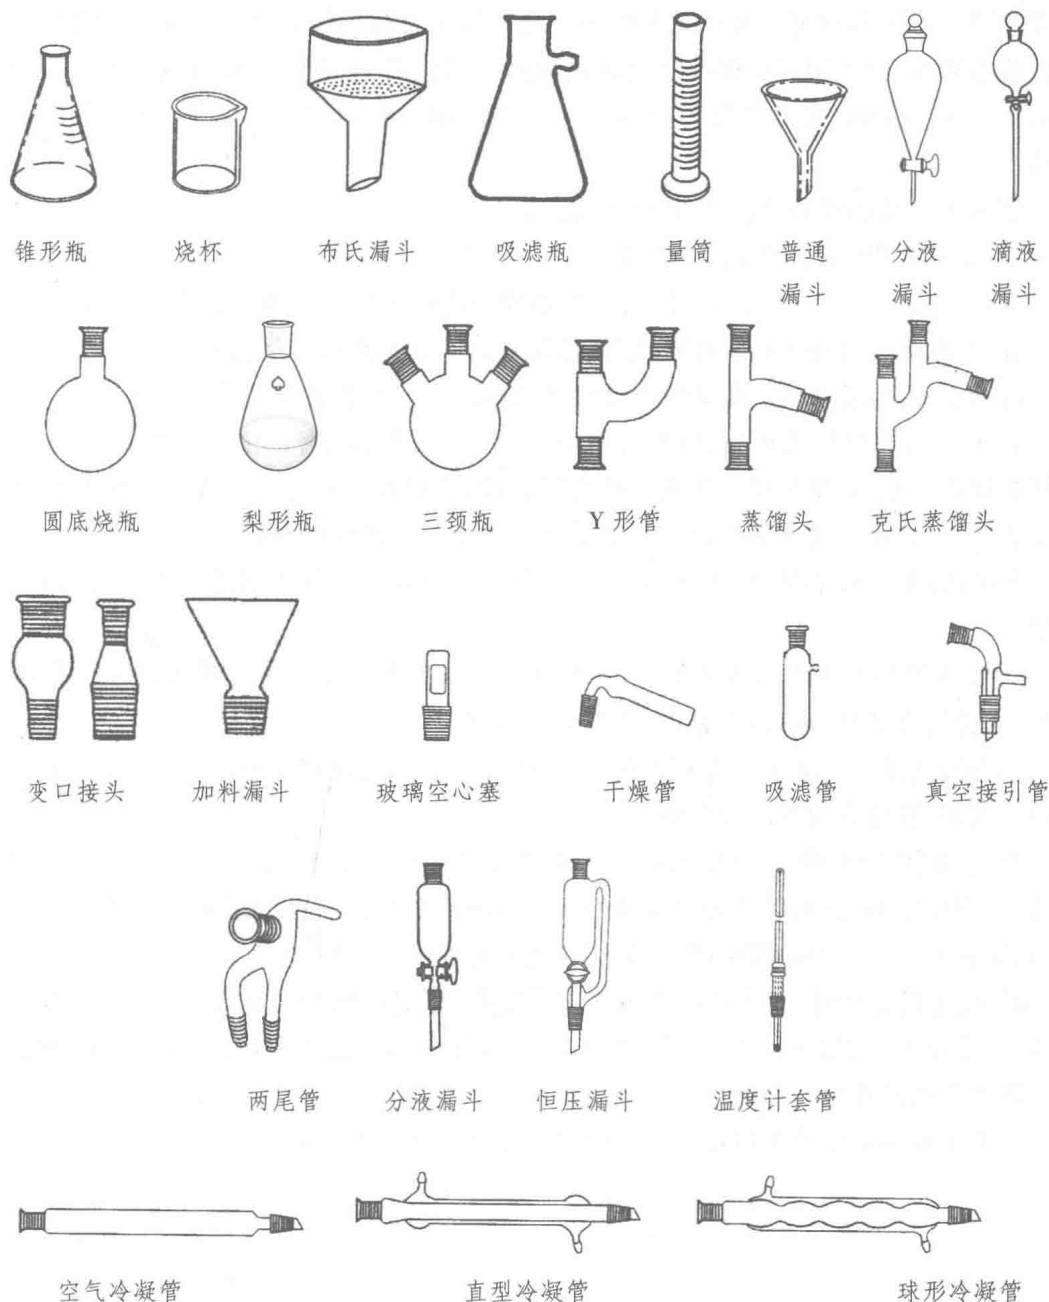 锥形瓶 烧杯 布氏漏斗 吸滤瓶 量筒 普通 分液 滴液
漏斗 漏斗 漏斗
圆底烧瓶 梨形瓶 三颈瓶 Y 形管 蒸馏头 克氏蒸馏头
变口接头 加料漏斗 玻璃空心塞 干燥管 吸滤管 真空接引管
两尾管 分液漏斗 恒压漏斗 温度计套管
空气冷凝管 直型冷凝管 球形冷凝管